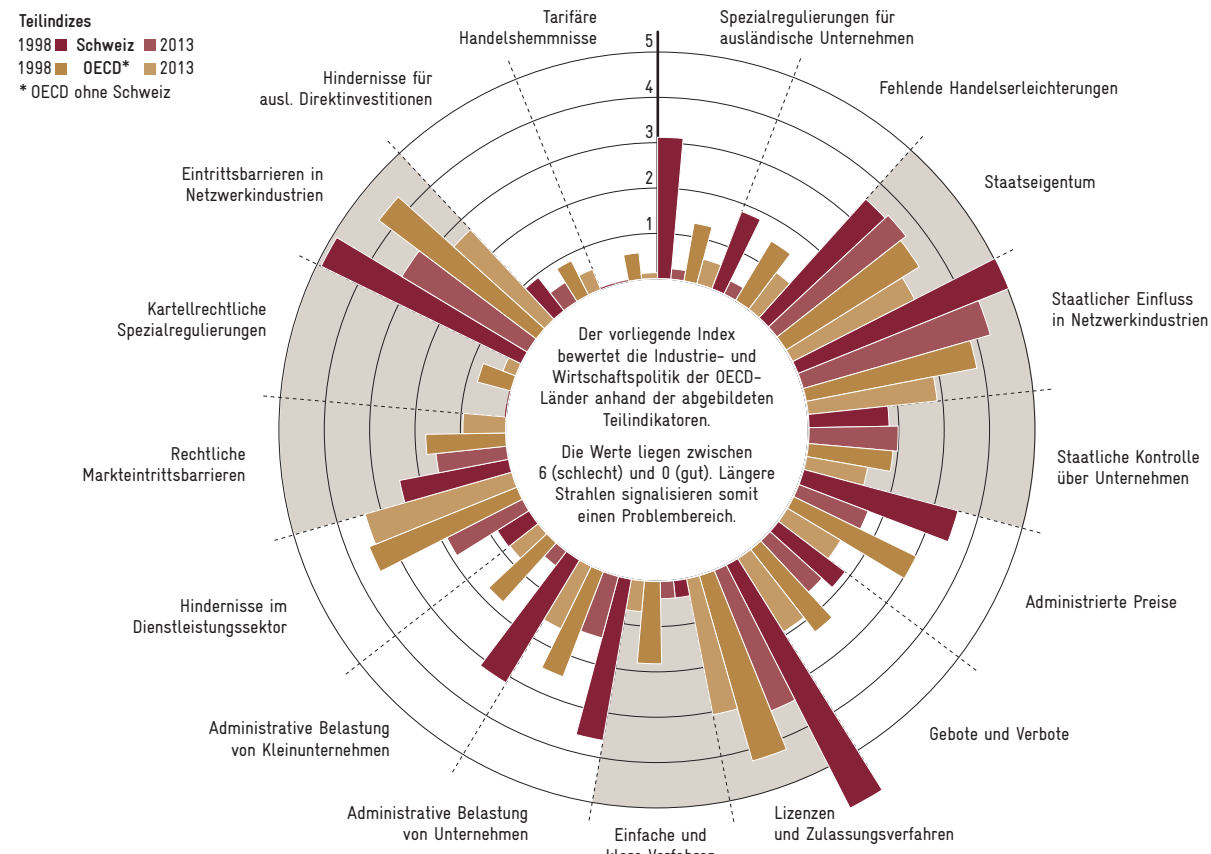 Teilindizes
1998 Schweiz 2013
1998 OECD* 2013
* OECD ohne Schweiz
Tarifäre
Handelshemmnisse
Spezialregulierungen für
ausländische Unternehmen
Fehlende Handelserleichterungen
Staatseigentum
Staatlicher Einfluss
in Netzwerkindustrien
Staatliche Kontrolle
über Unternehmen
Administrierte Preise
Gebote und Verbote
Lizenzen
und Zulassungsverfahren
Einfache und
klare Verfahren
Administrative Belastung
von Unternehmen
Administrative Belastung
von Kleinunternehmen
Hindernisse im
Dienstleistungssektor
Rechtliche
Markteintrittsbarrieren
Kartellrechtliche
Spezialregulierungen
Eintrittsbarrieren in
Netzwerkindustrien
Hindernisse für
ausl. Direktinvestitionen
5
4
3
2
1
Der vorliegende Index
bewertet die Industrie- und
Wirtschaftspolitik der OECD-
Länder anhand der abgebildeten
Teilindikatoren.
Die Werte liegen zwischen
6 (schlecht) und 0 (gut). Längere
Strahlen signalisieren somit
einen Problembereich.